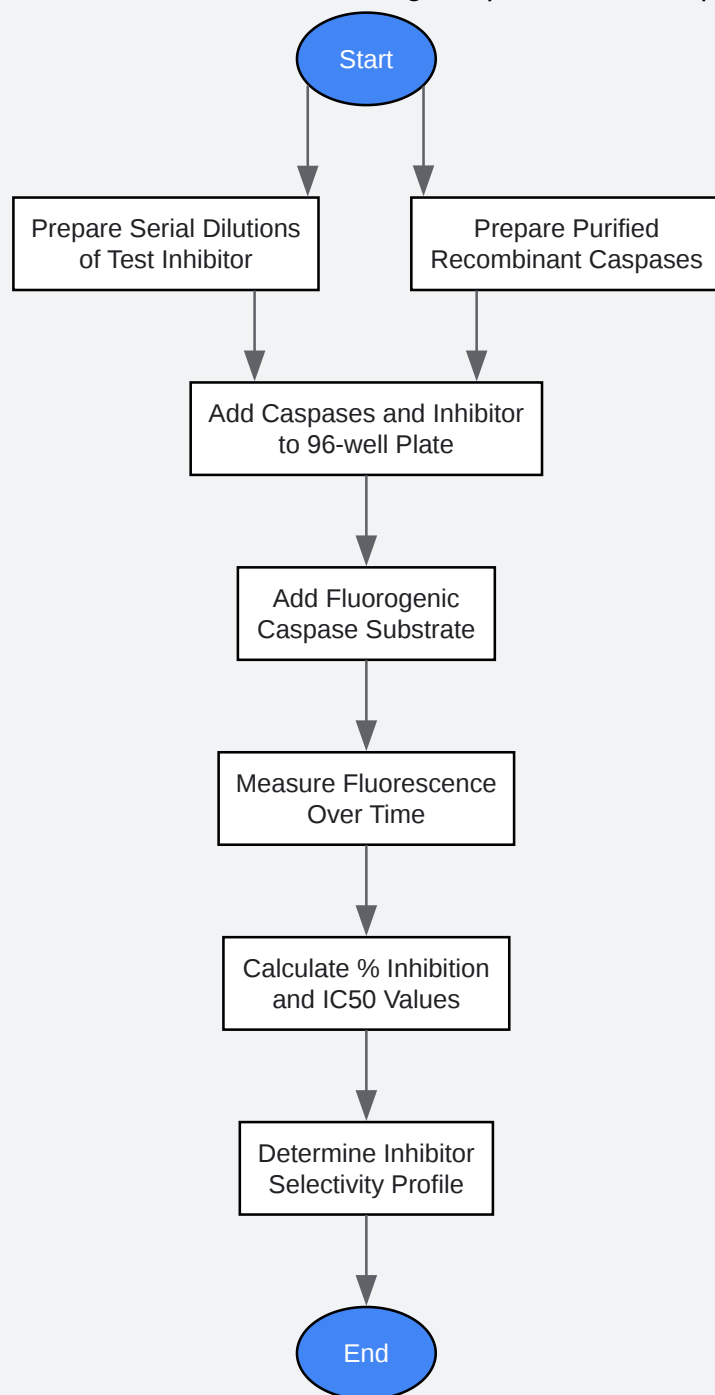 Start
Prepare Serial Dilutions
of Test Inhibitor
Prepare Purified
Recombinant Caspases
Add Caspases and Inhibitor
to 96-well Plate
Add Fluorogenic
Caspase Substrate
Measure Fluorescence
Over Time
Calculate % Inhibition
and IC50 Values
Determine Inhibitor
Selectivity Profile
End